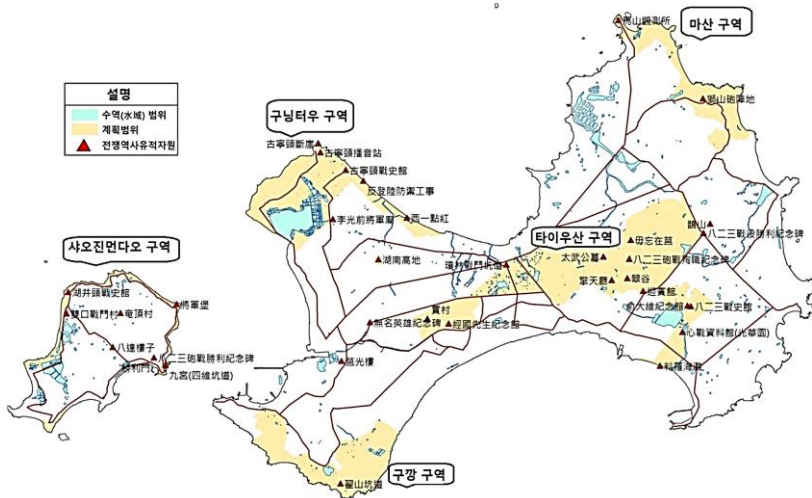 馬山觀測所
마산 구역
설명
수역(水域) 범위
계획범위
전쟁역사유적자원
獅山砲陣地
구닝터우 구역
古寧頭斷崖
古寧頭播音站
古寧頭戰史館
反登陸防禦工事
李光前將軍廟
西一點紅
鵲山
八二三戰役勝利紀念碑
타이우산 구역
毋忘在莒
샤오진먼다오 구역
湖南高地
瓊林戰鬥坑道
太武公墓
八二三砲戰殉職紀念碑
擎天廳
翠谷
迎賓館
湖井頭戰史館
將軍堡
雙口戰鬥村
奄頂村
俞大維紀念館
八二三戰史館
無名英雄紀念碑
經國先生紀念館
心戰資料館(光華園)
八達樓子
八二三砲戰勝利紀念碑
勝利門
莒光樓
料羅海灘
九宮(四維坑道)
翟山坑道
구깡 구역